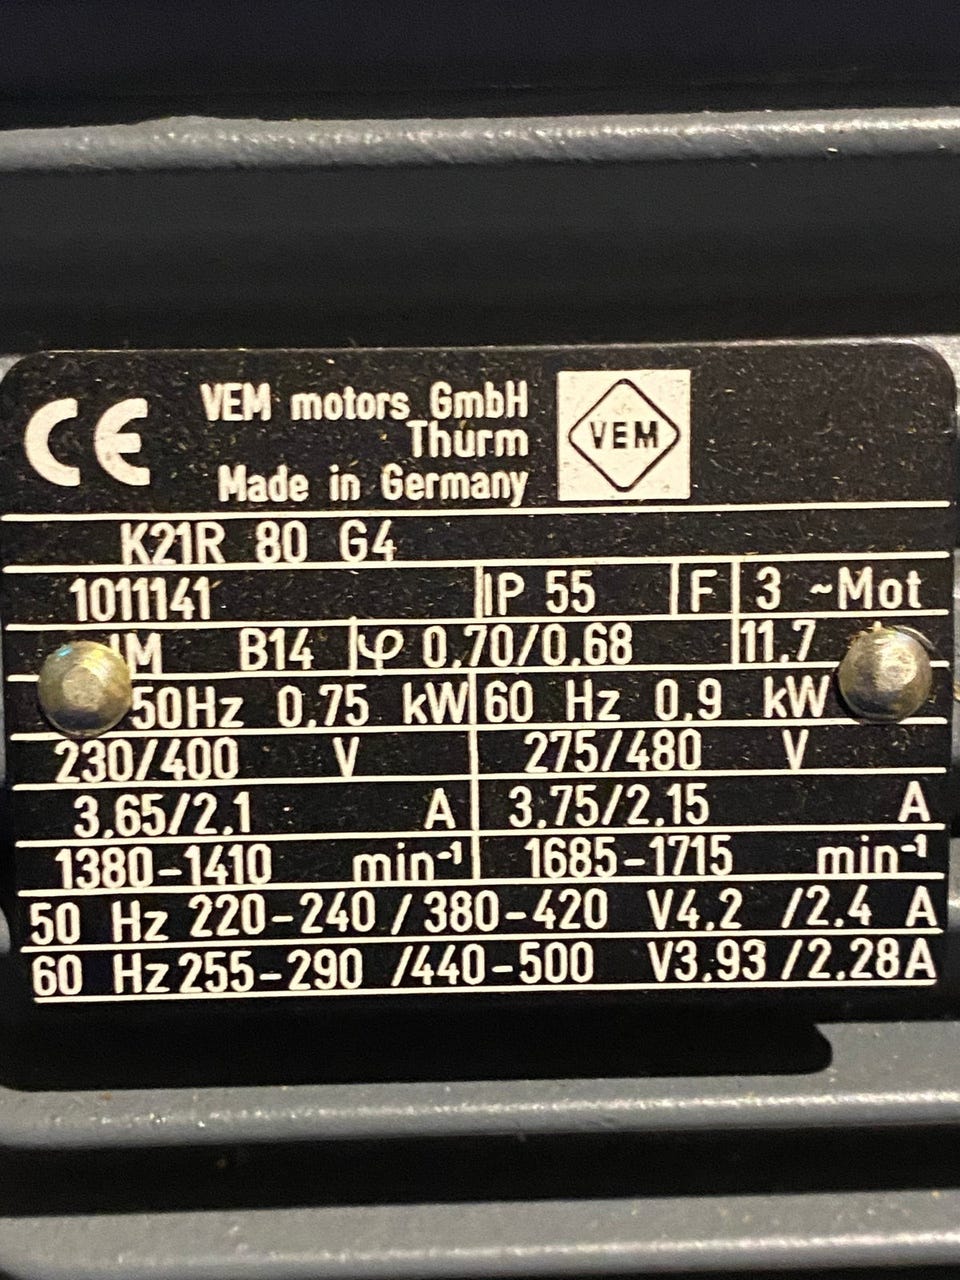 CE VEM motors GmbH
Thurm
Made in Germany
VEM
K21R 80 G4
1011141 IP 55 F 3 ~Mot
IM B14 φ 0,70/0,68 11,7
50Hz 0,75 kW 60 Hz 0,9 kW
230/400 V 275/480 V
3,65/2,1 A 3,75/2,15 A
1380-1410 min⁻¹ 1685-1715 min⁻¹
50 Hz 220-240/380-420 V4,2 /2,4 A
60 Hz 255-290 /440-500 V3,93 /2,28A